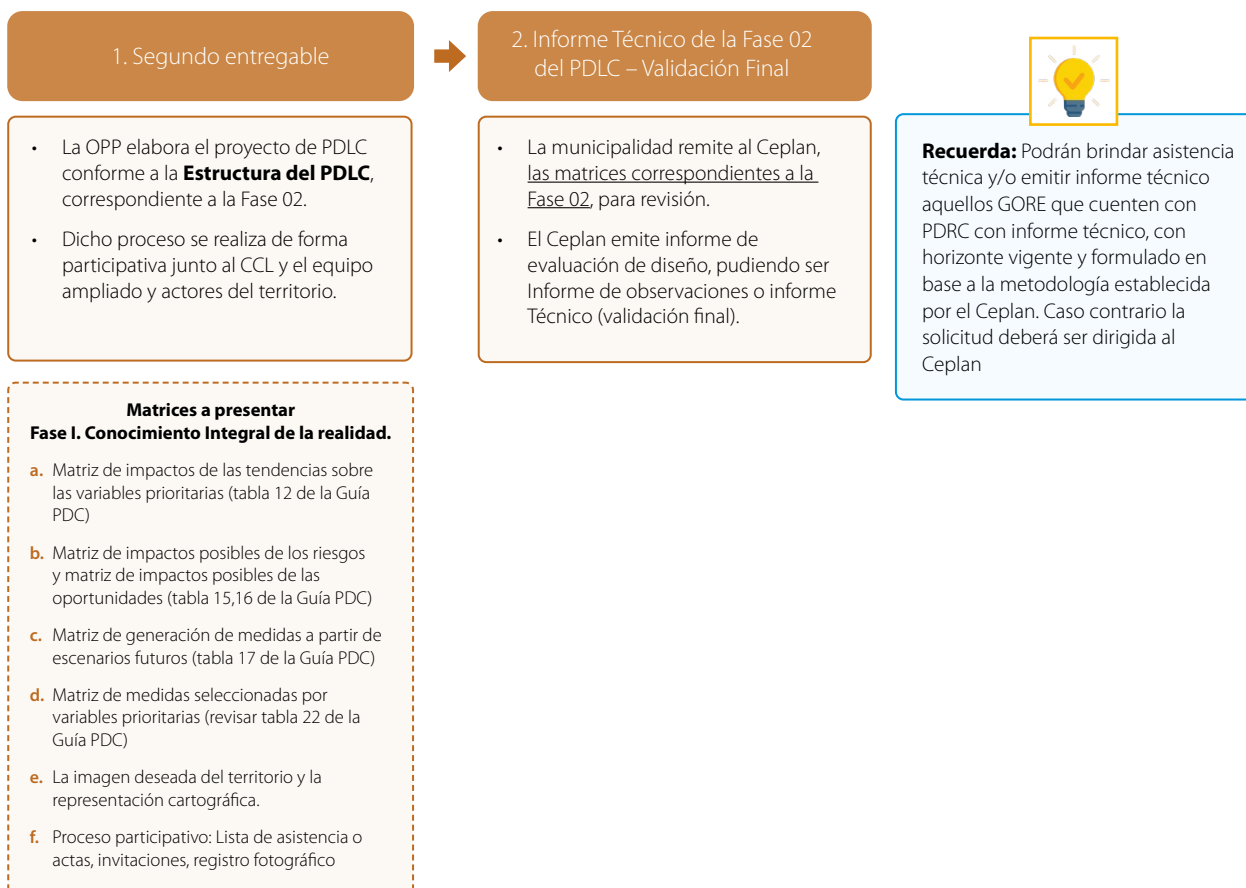 1. Segundo entregable
2. Informe Técnico de la Fase 02
del PDLC – Validación Final
• La OPP elabora el proyecto de PDLC
conforme a la Estructura del PDLC,
correspondiente a la Fase 02.
• Dicho proceso se realiza de forma
participativa junto al CCL y el equipo
ampliado y actores del territorio.
• La municipalidad remite al Ceplan,
las matrices correspondientes a la
Fase 02, para revisión.
• El Ceplan emite informe de
evaluación de diseño, pudiendo ser
Informe de observaciones o informe
Técnico (validación final).
Recuerda: Podrán brindar asistencia
técnica y/o emitir informe técnico
aquellos GORE que cuenten con
PDRC con informe técnico, con
horizonte vigente y formulado en
base a la metodología establecida
por el Ceplan. Caso contrario la
solicitud deberá ser dirigida al
Ceplan
Matrices a presentar
Fase I. Conocimiento Integral de la realidad.
a. Matriz de impactos de las tendencias sobre
las variables prioritarias (tabla 12 de la Guía
PDC)
b. Matriz de impactos posibles de los riesgos
y matriz de impactos posibles de las
oportunidades (tabla 15,16 de la Guía PDC)
c. Matriz de generación de medidas a partir de
escenarios futuros (tabla 17 de la Guía PDC)
d. Matriz de medidas seleccionadas por
variables prioritarias (revisar tabla 22 de la
Guía PDC)
e. La imagen deseada del territorio y la
representación cartográfica.
f. Proceso participativo: Lista de asistencia o
actas, invitaciones, registro fotográfico